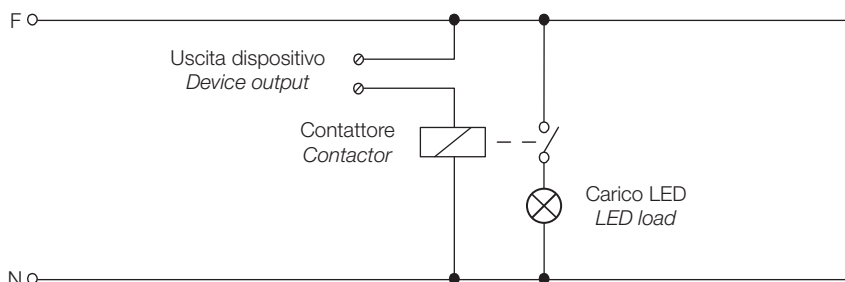 F
Uscita dispositivo
Device output
Contattore
Contactor
Carico LED
LED load
N